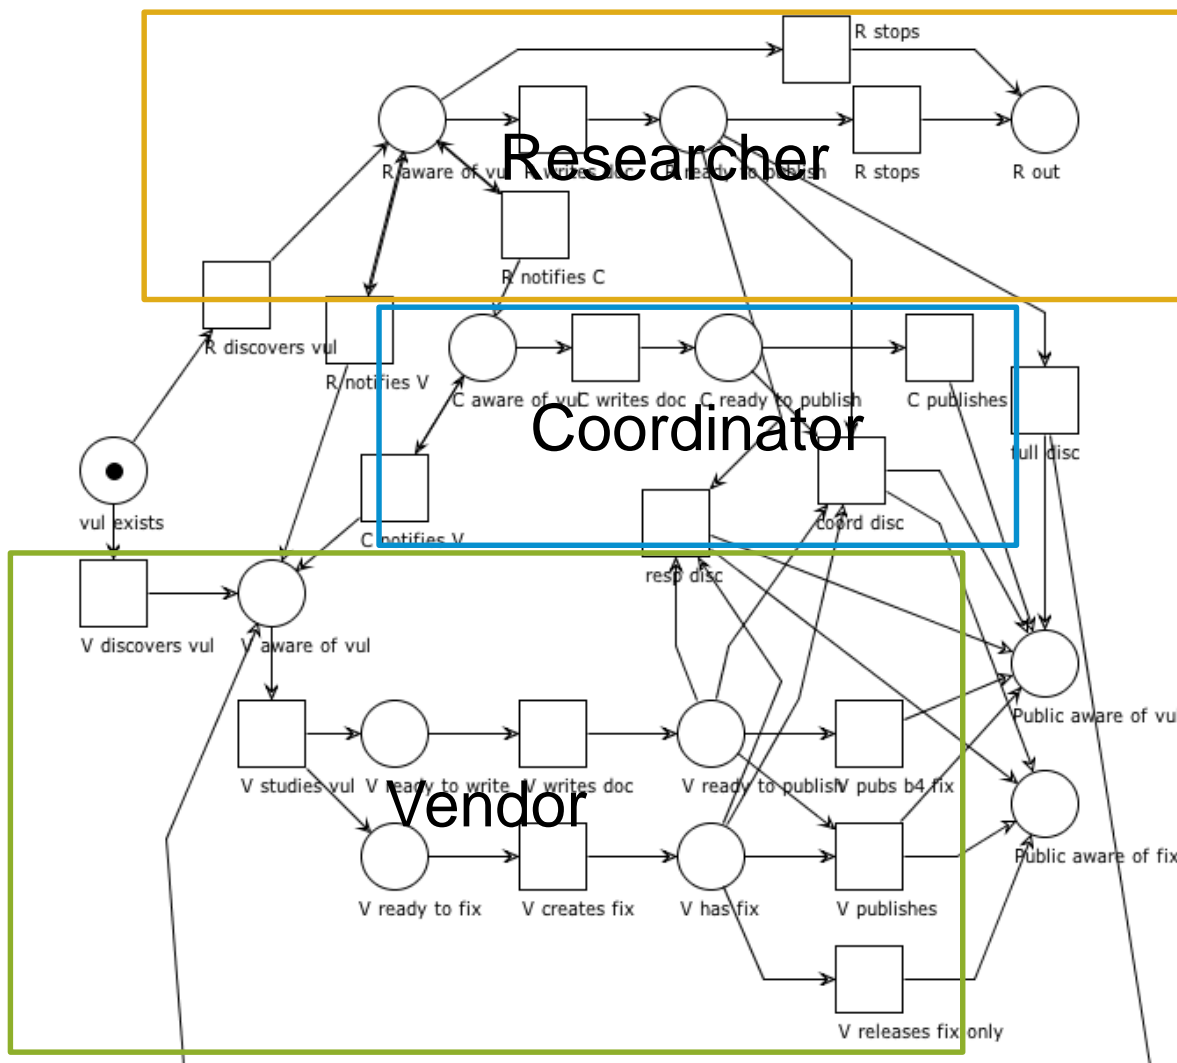 R stops
R aware of vul
R writes doc
R ready to publish
R stops
R out
Researcher
R notifies C
R discovers vul
R notifies V
C aware of vul
C writes doc
C ready to publish
C publishes
Coordinator
full disc
vul exists
coord disc
C notifies V
resp disc
V discovers vul
V aware of vul
Public aware of vul
V studies vul
V ready to write
V writes doc
V ready to publish
V pubs b4 fix
Vendor
Public aware of fix
V ready to fix
V creates fix
V has fix
V publishes
V releases fix only